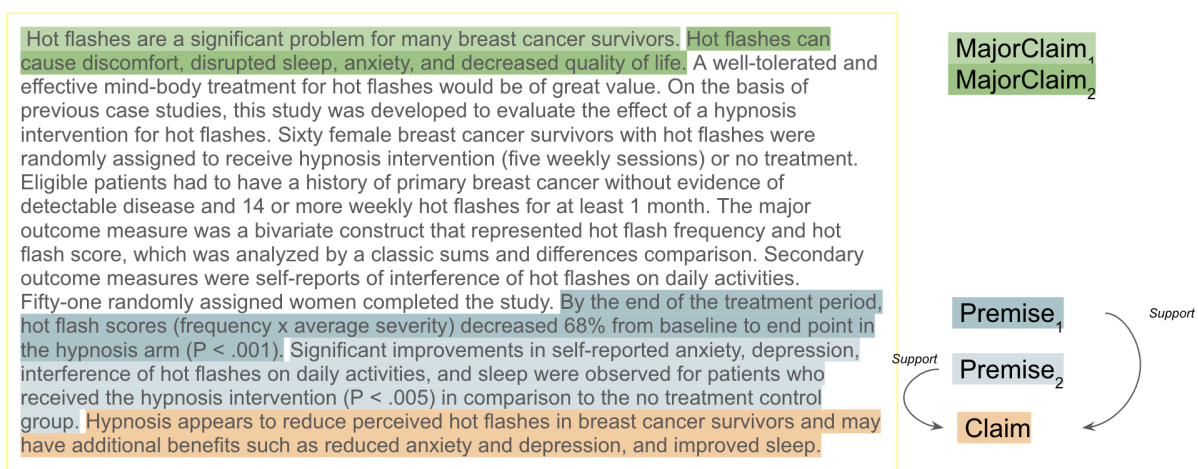 Hot flashes are a significant problem for many breast cancer survivors. Hot flashes can
cause discomfort, disrupted sleep, anxiety, and decreased quality of life. A well-tolerated and
effective mind-body treatment for hot flashes would be of great value. On the basis of
previous case studies, this study was developed to evaluate the effect of a hypnosis
intervention for hot flashes. Sixty female breast cancer survivors with hot flashes were
randomly assigned to receive hypnosis intervention (five weekly sessions) or no treatment.
Eligible patients had to have a history of primary breast cancer without evidence of
detectable disease and 14 or more weekly hot flashes for at least 1 month. The major
outcome measure was a bivariate construct that represented hot flash frequency and hot
flash score, which was analyzed by a classic sums and differences comparison. Secondary
outcome measures were self-reports of interference of hot flashes on daily activities.
Fifty-one randomly assigned women completed the study. By the end of the treatment period,
hot flash scores (frequency x average severity) decreased 68% from baseline to end point in
the hypnosis arm (P < .001). Significant improvements in self-reported anxiety, depression,
interference of hot flashes on daily activities, and sleep were observed for patients who
received the hypnosis intervention (P < .005) in comparison to the no treatment control
group. Hypnosis appears to reduce perceived hot flashes in breast cancer survivors and may
have additional benefits such as reduced anxiety and depression, and improved sleep.
MajorClaim1
MajorClaim2
Premise1
Support
Support
Premise2
Claim